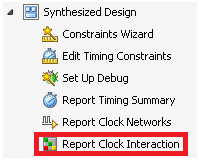 Synthesized Design
Constraints Wizard
Edit Timing Constraints
Set Up Debug
Report Timing Summary
Report Clock Networks
Report Clock Interaction